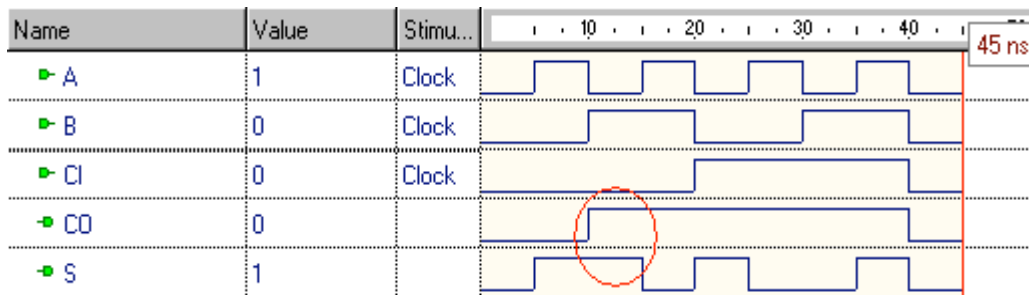 Name Value Stimu... 10 20 30 40
45 ns
A 1 Clock
B 0 Clock
CI 0 Clock
CO 0
S 1